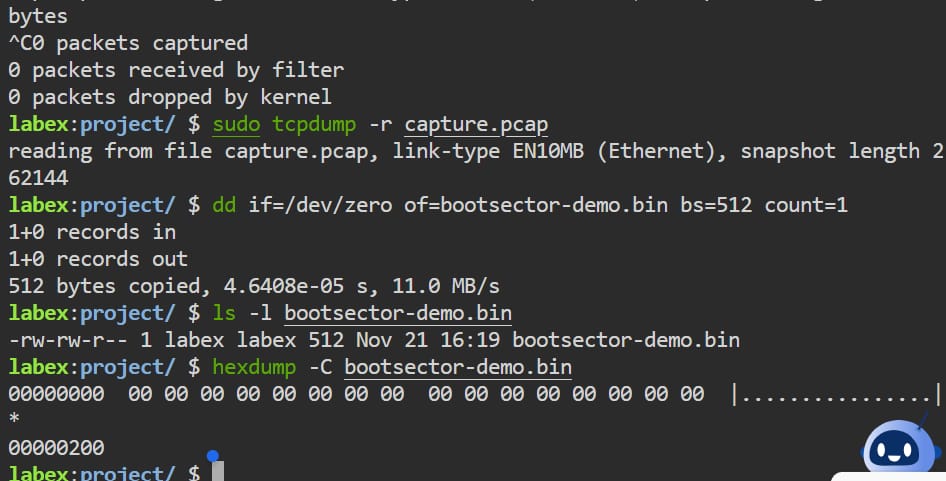 bytes
^C0 packets captured
0 packets received by filter
0 packets dropped by kernel
labex:project/ $ sudo tcpdump -r capture.pcap
reading from file capture.pcap, link-type EN10MB (Ethernet), snapshot length 2
62144
labex:project/ $ dd if=/dev/zero of=bootsector-demo.bin bs=512 count=1
1+0 records in
1+0 records out
512 bytes copied, 4.6408e-05 s, 11.0 MB/s
labex:project/ $ ls -l bootsector-demo.bin
-rw-rw-r-- 1 labex labex 512 Nov 21 16:19 bootsector-demo.bin
labex:project/ $ hexdump -C bootsector-demo.bin
00000000  00 00 00 00 00 00 00 00  00 00 00 00 00 00 00 00  |................|
*
00000200
labex:project/ $